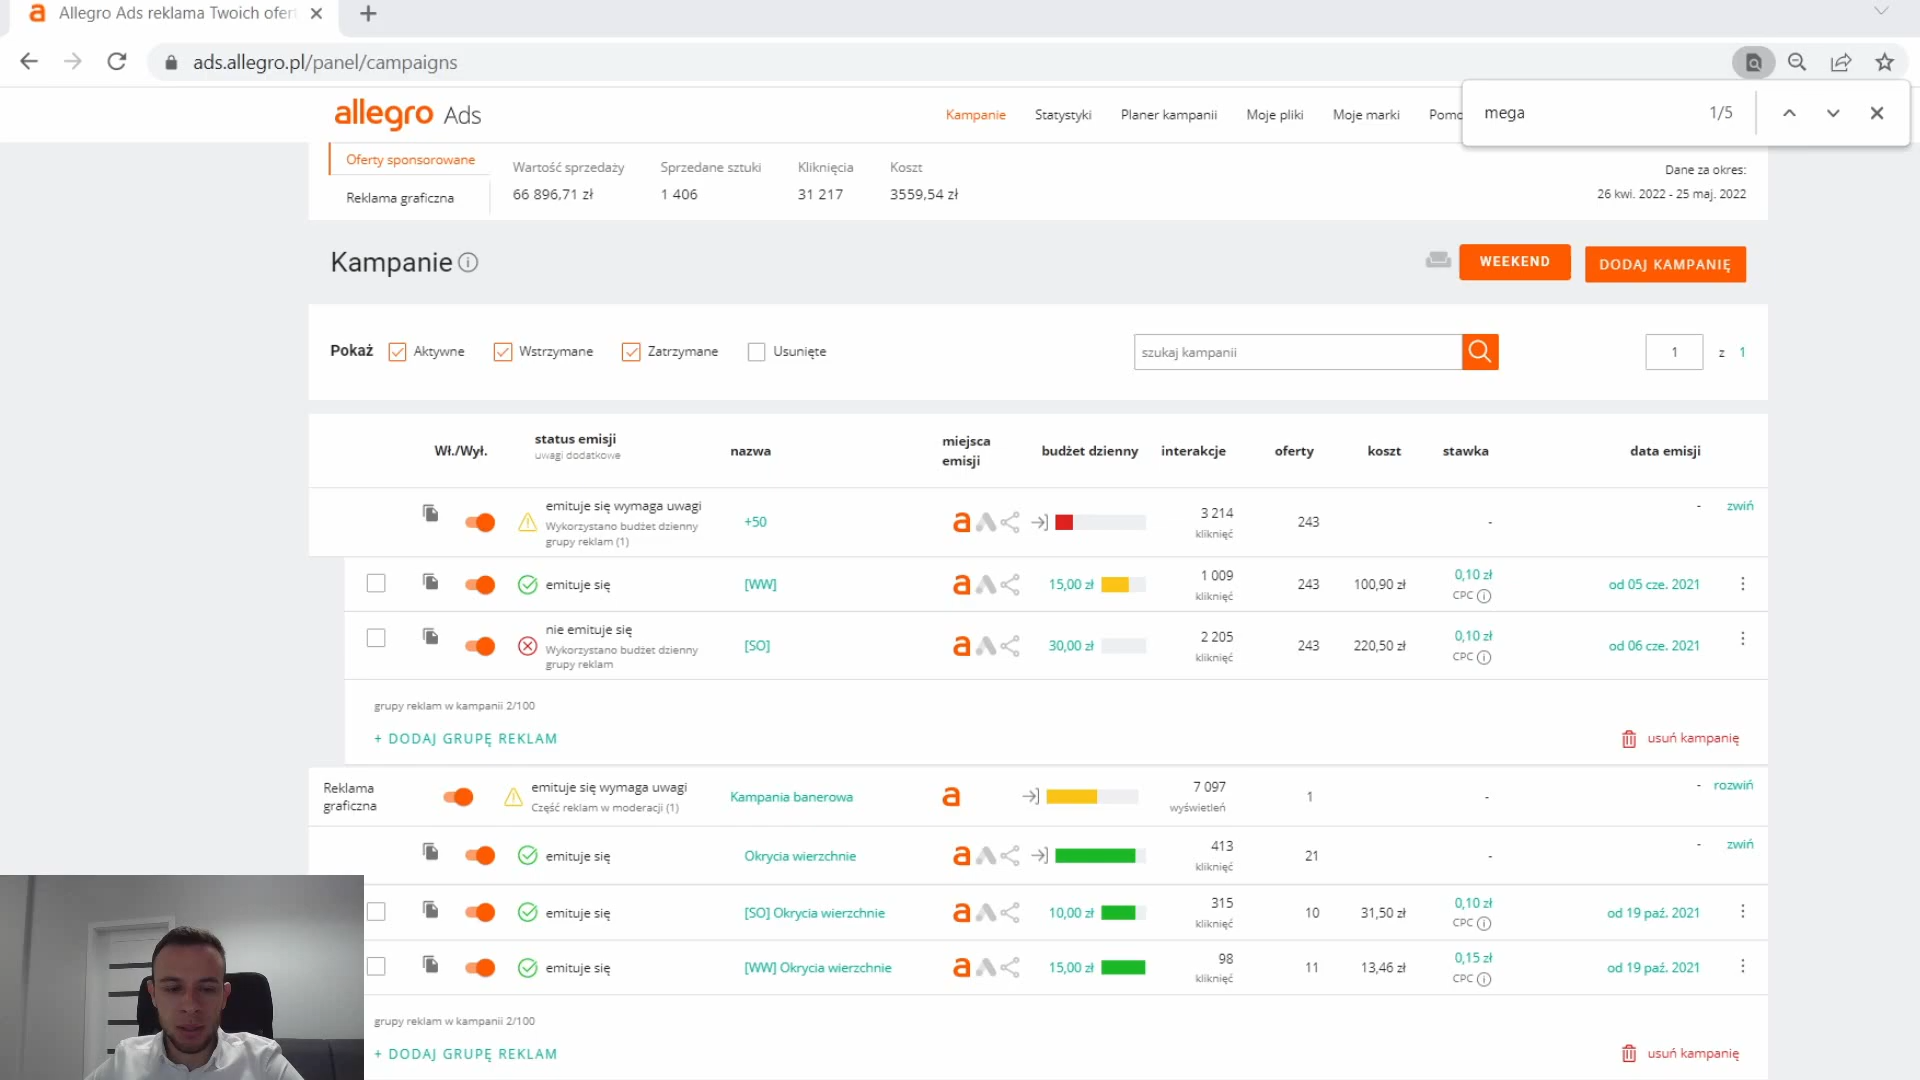 Allegro Ads reklama Twoich ofert
ads.allegro.pl/panel/campaigns
mega 1/5
allegro Ads
Kampanie Statystyki Planer kampanii Moje pliki Moje marki
Oferty sponsorowane
Reklama graficzna
Wartość sprzedaży Sprzedane sztuki Kliknięcia Koszt
66 896,71 zł 1 406 31 217 3559,54 zł
Dane za okres:
26 kwi. 2022 - 25 maj. 2022
Kampanie
WEEKEND
DODAJ KAMPANIĘ
Pokaż Aktywne Wstrzymane Zatrzymane Usunięte
szukaj kampanii
1 z 1
Wł./Wył. status emisji nazwa miejsca emisji budżet dzienny interakcje oferty koszt stawka data emisji
uwagi dodatkowe
emituje się wymaga uwagi
Wykorzystano budżet dzienny
grupy reklam (1)
+50
3 214
kliknięć
243 - - zwiń
emituje się [WW] 15,00 zł 1 009 243 100,90 zł 0,10 zł od 05 cze. 2021
kliknięć CPC
nie emituje się
Wykorzystano budżet dzienny
grupy reklam
[SO] 30,00 zł 2 205 243 220,50 zł 0,10 zł od 06 cze. 2021
kliknięć CPC
grupy reklam w kampanii 2/100
+ DODAJ GRUPĘ REKLAM
usuń kampanię
Reklama
graficzna
emituje się wymaga uwagi
Część reklam w moderacji (1)
Kampania banerowa
7 097
wyświetleń
1 - - rozwiń
emituje się Okrycia wierzchnie 413 21 - - zwiń
kliknięć
emituje się [SO] Okrycia wierzchnie 10,00 zł 315 10 31,50 zł 0,10 zł od 19 paź. 2021
kliknięć CPC
emituje się [WW] Okrycia wierzchnie 15,00 zł 98 11 13,46 zł 0,15 zł od 19 paź. 2021
kliknięć CPC
grupy reklam w kampanii 2/100
+ DODAJ GRUPĘ REKLAM
usuń kampanię